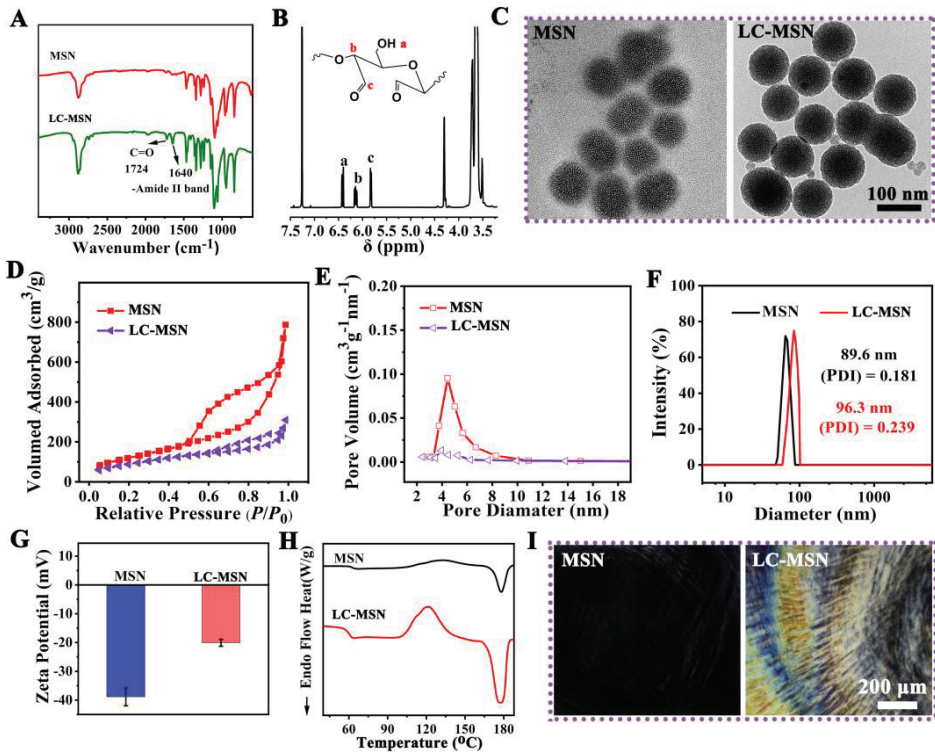 A
MSN
LC-MSN
C=O
1724
1640
-Amide II band
3400 2400 1900 1400 1000
Wavenumber (cm-1)
B
OH a
b
O
O
c
O
O
a
b
c
7.5 7.0 6.5 6.0 5.5 5.0 4.5 4.0 3.5
δ (ppm)
C
MSN
LC-MSN
100 nm
D
Volumed Adsorbed (cm3/g)
800
600
400
200
0
MSN
LC-MSN
0.0 0.2 0.4 0.6 0.8 1.0
Relative Pressure (P/P0)
E
Pore Volume (cm3g-1nm-1)
0.20
0.15
0.10
0.05
0.00
MSN
LC-MSN
2 4 6 8 10 12 14 16 18
Pore Diamater (nm)
F
Intensity (%)
100
80
60
40
20
0
MSN LC-MSN
89.6 nm
(PDI) = 0.181
96.3 nm
(PDI) = 0.239
10 100 1000
Diameter (nm)
G
Zeta Potential (mV)
10
0
-10
-20
-30
-40
MSN
LC-MSN
H
Endo Flow Heat(W/g)
MSN
LC-MSN
60 90 120 150 180
Temperature (oC)
I
MSN
LC-MSN
200 μm